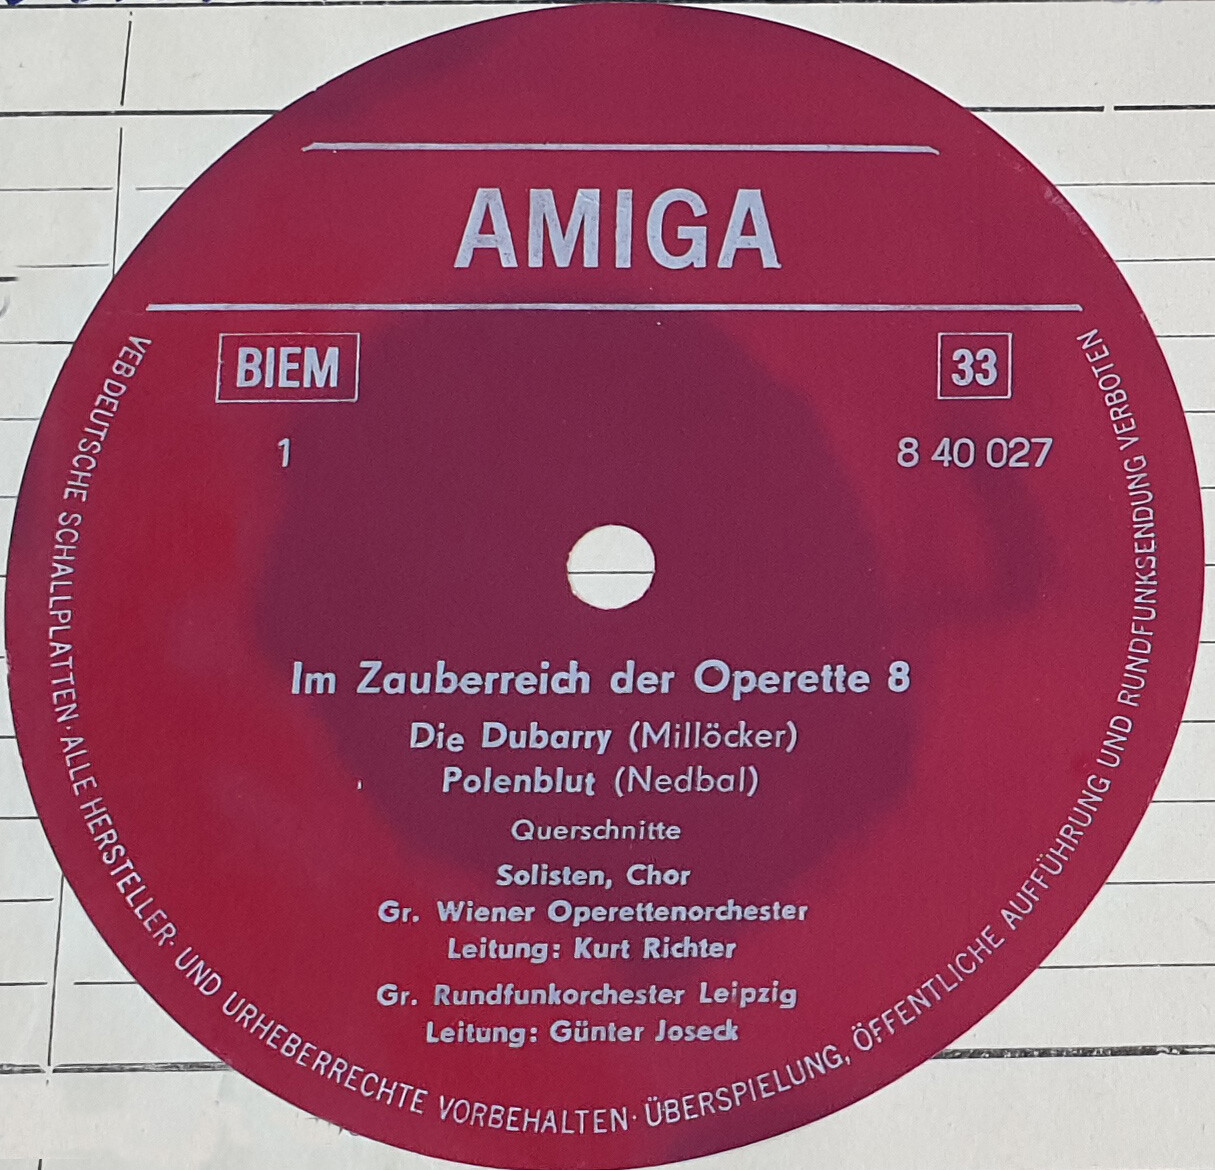 AMIGA
BIEM
33
1
8 40 027
Im Zauberreich der Operette 8
Die Dubarry (Millöcker)
Polenblut (Nedbal)
Querschnitte
Solisten, Chor
Gr. Wiener Operettenorchester
Leitung: Kurt Richter
Gr. Rundfunkorchester Leipzig
Leitung: Günter Joseck
VEB DEUTSCHE SCHALLPLATTEN · ALLE HERSTELLER- UND URHEBERRECHTE VORBEHALTEN · ÜBERSPIELUNG, ÖFFENTLICHE AUFFÜHRUNG UND RUNDFUNKSENDUNG VERBOTEN